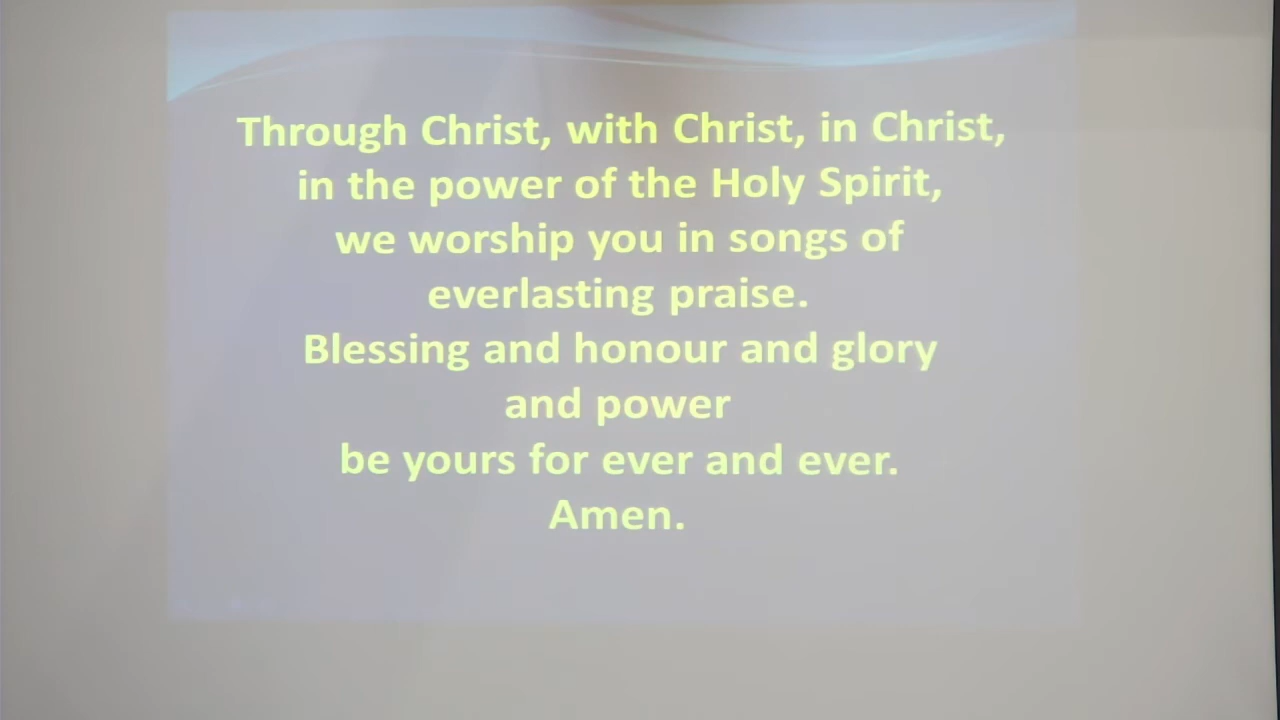 Through Christ, with Christ, in Christ,
in the power of the Holy Spirit,
we worship you in songs of
everlasting praise.
Blessing and honour and glory
and power
be yours for ever and ever.
Amen.